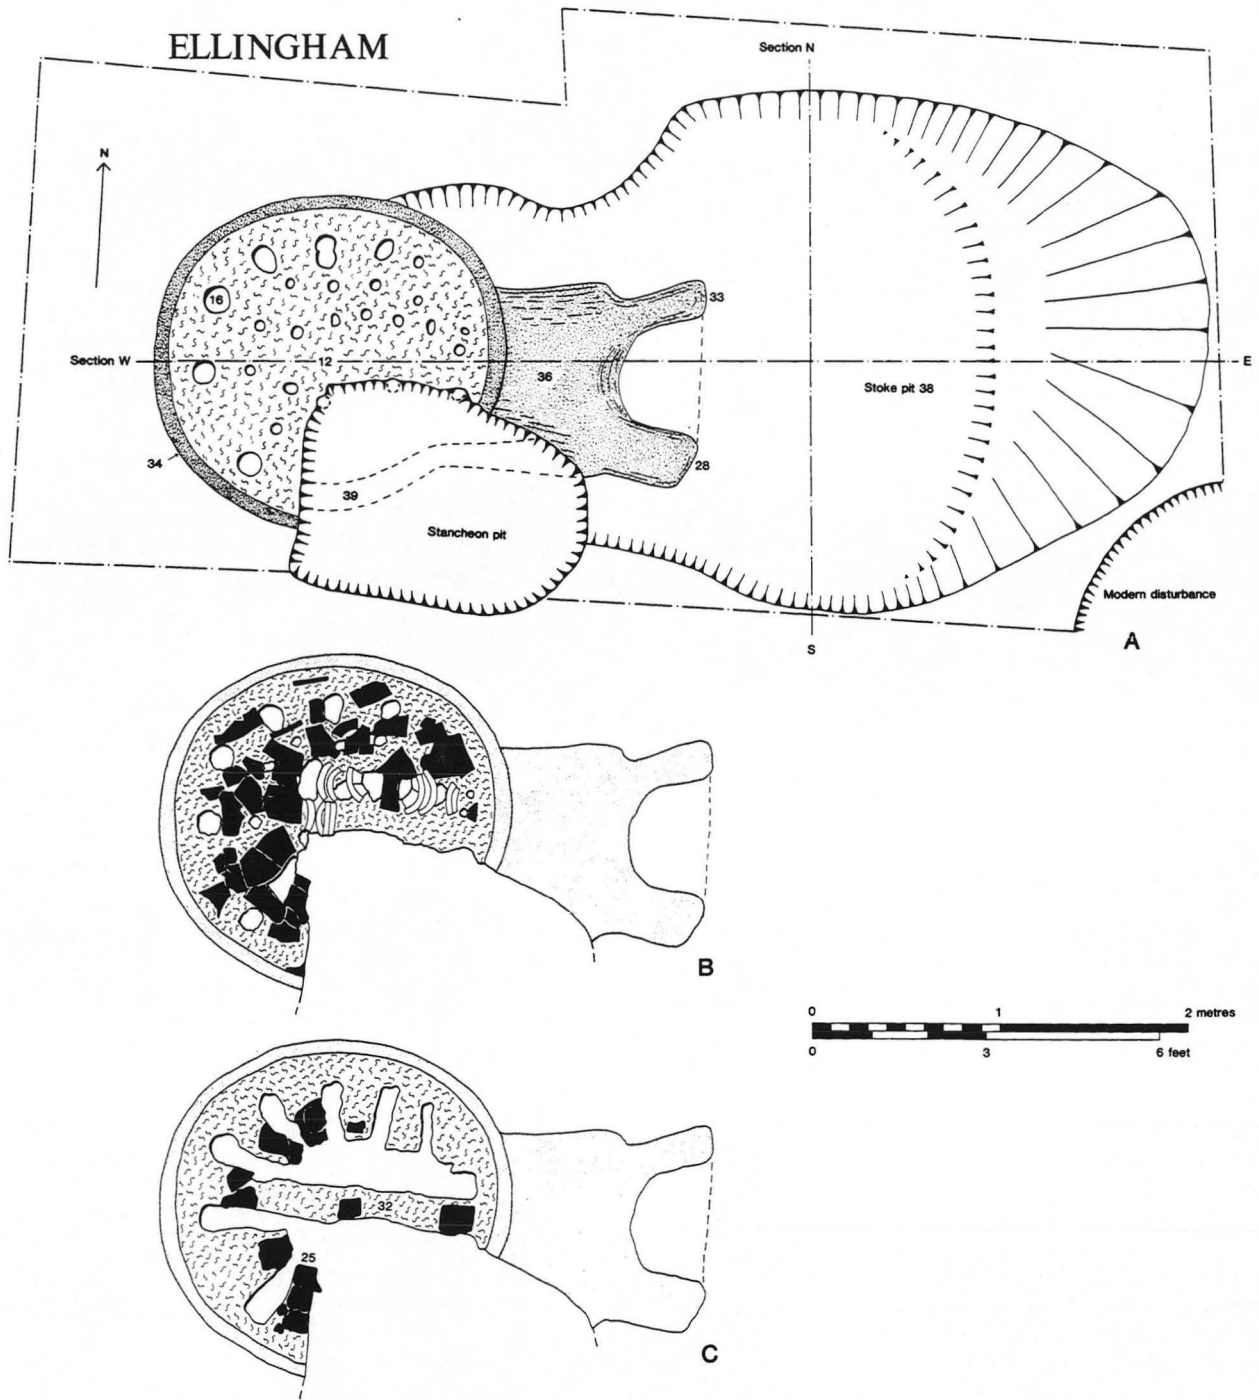 ELLINGHAM
Section N
N
16
33
Section W
12
E
36
Stoke pit 38
34
28
39
Stancheon pit
Modern disturbance
A
S
B
0 1 2 metres
0 3 6 feet
32
25
C